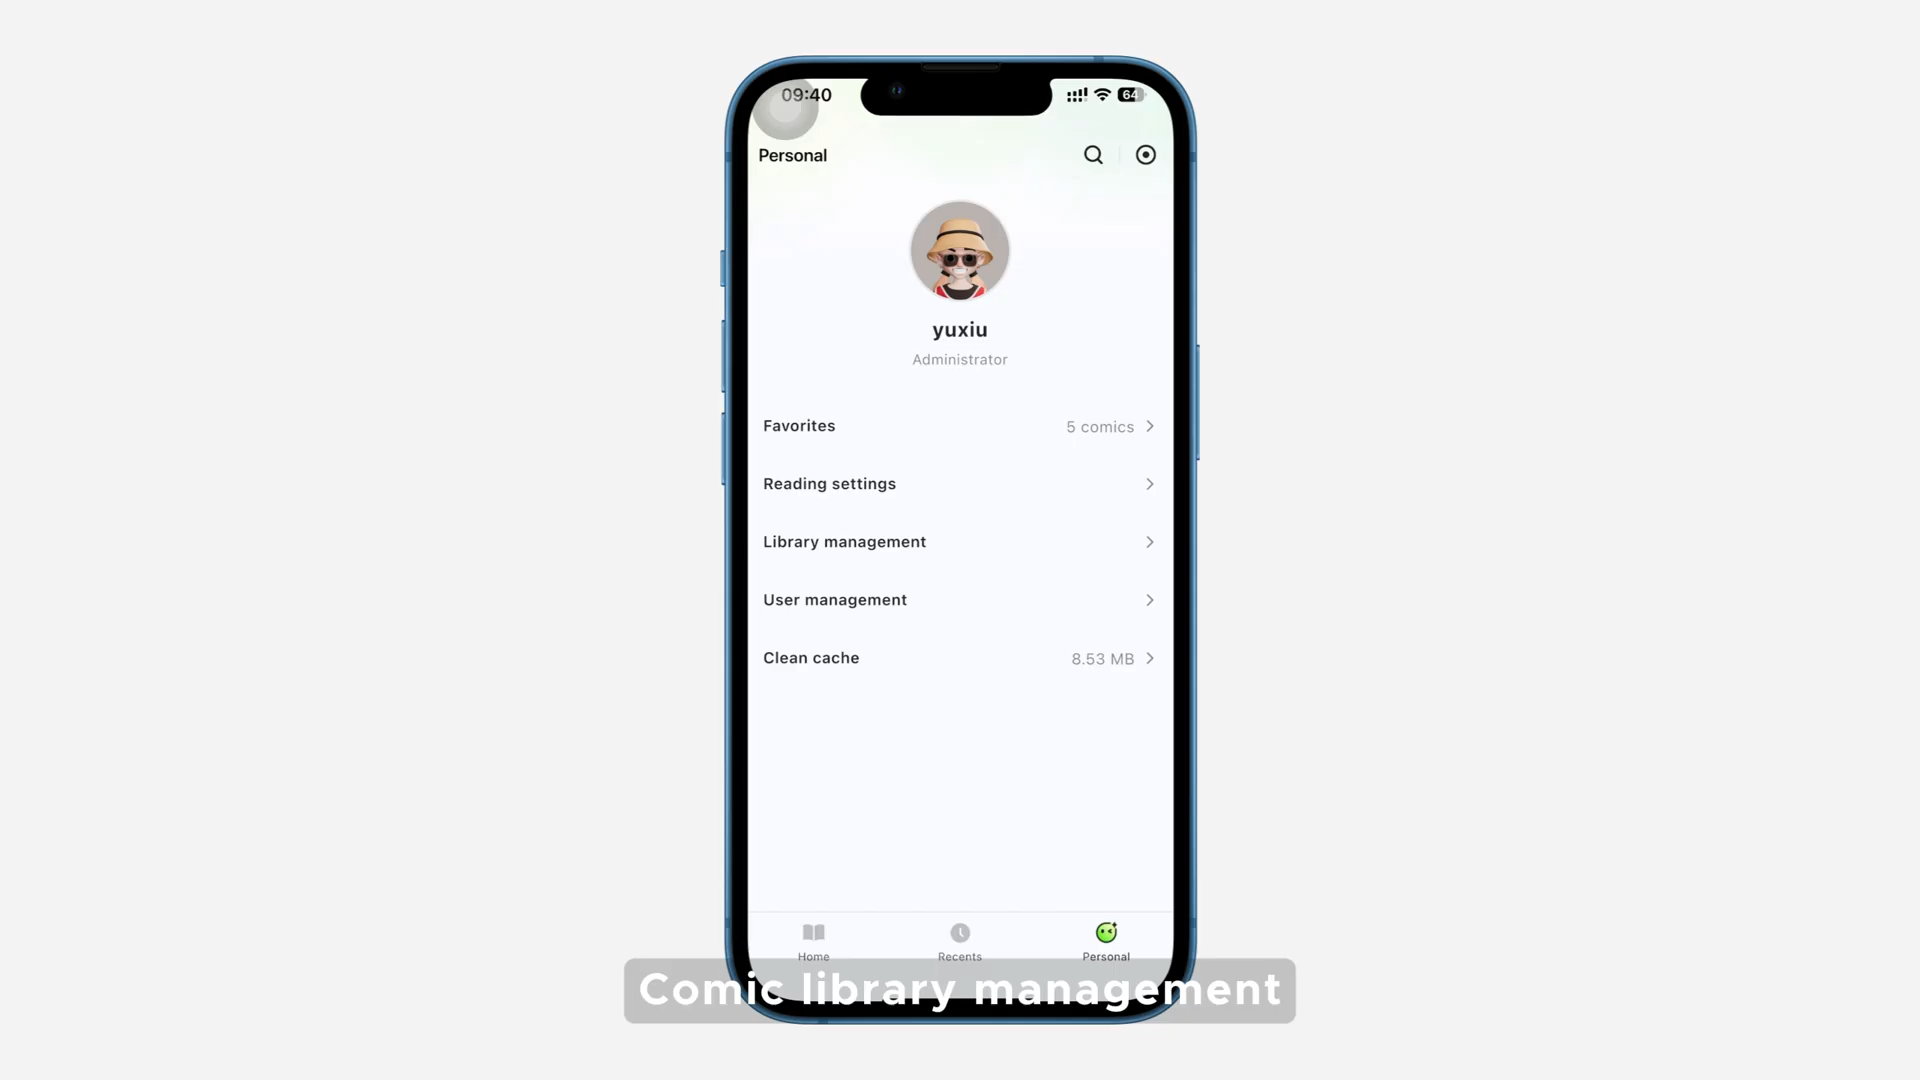 09:40
64
Personal
yuxiu
Administrator
Favorites 5 comics
Reading settings
Library management
User management
Clean cache 8.53 MB
Home Recents Personal
Comic library management